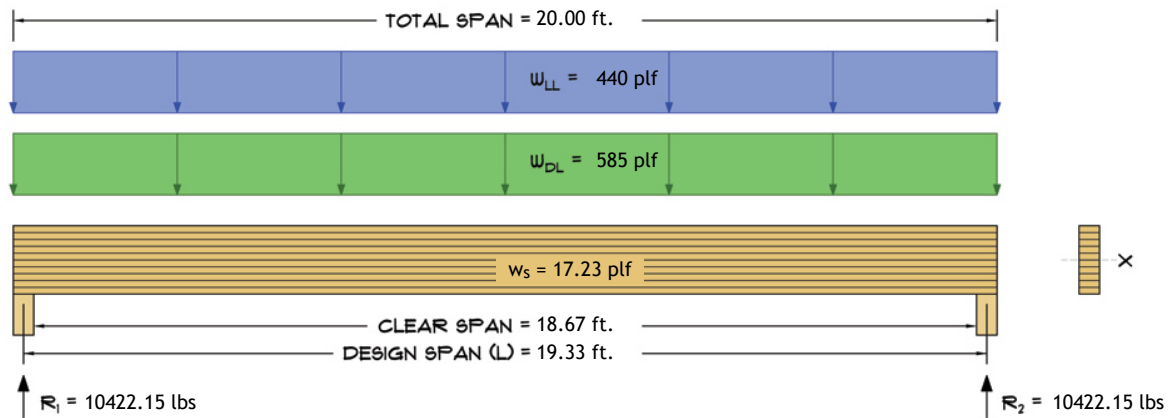 TOTAL SPAN = 20.00 ft.
WLL = 440 plf
WDL = 585 plf
ws = 17.23 plf
X
CLEAR SPAN = 18.67 ft.
DESIGN SPAN (L) = 19.33 ft.
R1 = 10422.15 lbs
R2 = 10422.15 lbs